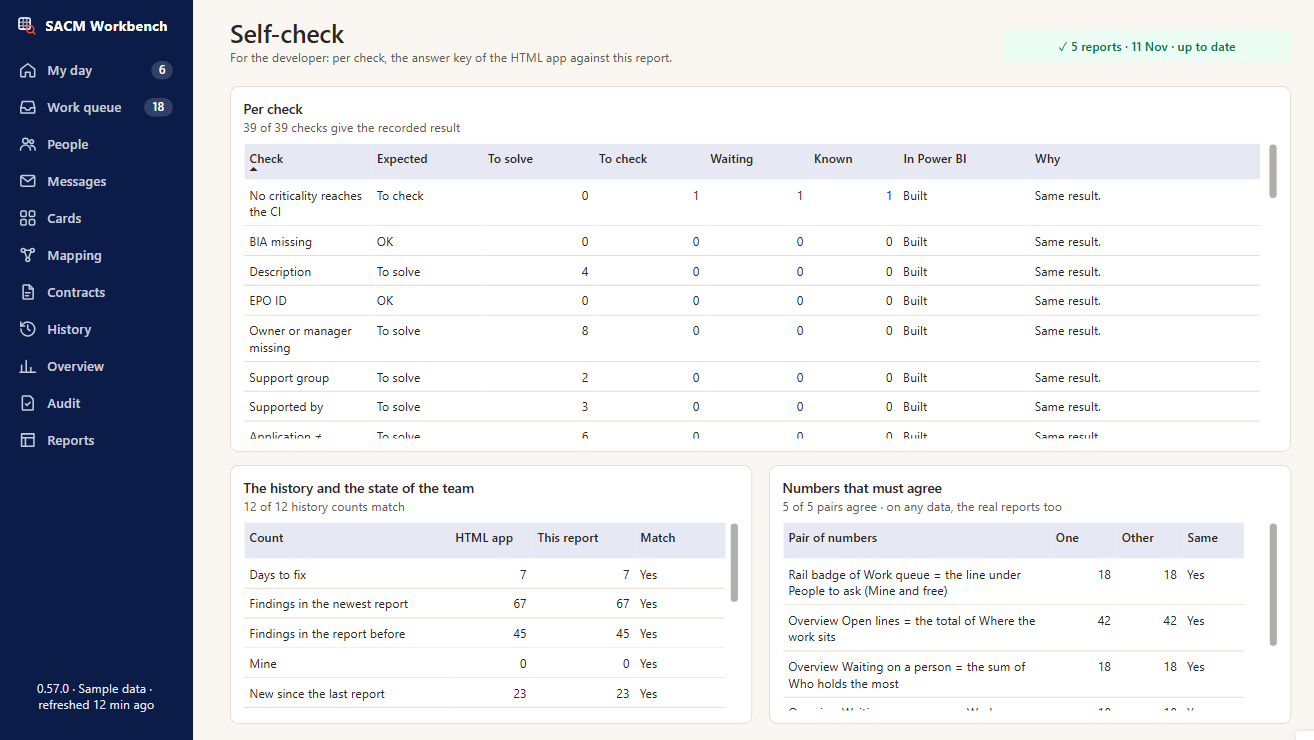 SACM Workbench
My day 6
Work queue 18
People
Messages
Cards
Mapping
Contracts
History
Overview
Audit
Reports
0.57.0 · Sample data ·
refreshed 12 min ago
Self-check
For the developer: per check, the answer key of the HTML app against this report.
✓ 5 reports · 11 Nov · up to date
Per check
39 of 39 checks give the recorded result
Check Expected To solve To check Waiting Known In Power BI Why
No criticality reaches To check 0 1 1 1 Built Same result.
the CI
BIA missing OK 0 0 0 0 Built Same result.
Description To solve 4 0 0 0 Built Same result.
EPO ID OK 0 0 0 0 Built Same result.
Owner or manager To solve 8 0 0 0 Built Same result.
missing
Support group To solve 2 0 0 0 Built Same result.
Supported by To solve 3 0 0 0 Built Same result.
Application ≠ To solve 6 0 0 0 Built Same result.
The history and the state of the team
12 of 12 history counts match
Count HTML app This report Match
Days to fix 7 7 Yes
Findings in the newest report 67 67 Yes
Findings in the report before 45 45 Yes
Mine 0 0 Yes
New since the last report 23 23 Yes
Numbers that must agree
5 of 5 pairs agree · on any data, the real reports too
Pair of numbers One Other Same
Rail badge of Work queue = the line under 18 18 Yes
People to ask (Mine and free)
Overview Open lines = the total of Where the 42 42 Yes
work sits
Overview Waiting on a person = the sum of 18 18 Yes
Who holds the most